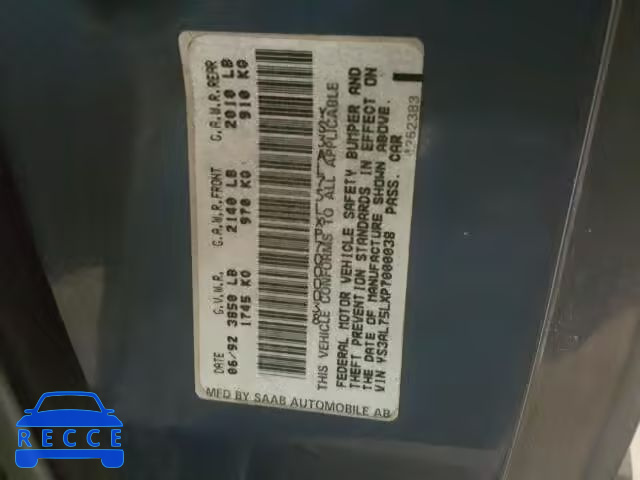 DATE G.V.W.R. G.A.W.R.FRONT G.A.W.R.REAR
06/92 3850 LB 2140 LB 2010 LB
1745 KG 970 KG 910 KG
THIS VEHICLE CONFORMS TO ALL APPLICABLE
FEDERAL MOTOR VEHICLE SAFETY BUMPER AND
THEFT PREVENTION STANDARDS IN EFFECT ON
THE DATE OF MANUFACTURE SHOWN ABOVE.
VIN YS3AL75LXP7000038 PASS. CAR
4262383
MFD BY SAAB AUTOMOBILE AB
RECCE